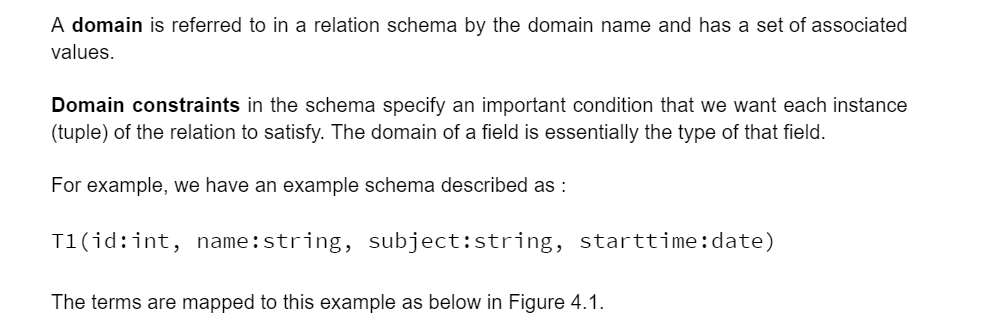 A domain is referred to in a relation schema by the domain name and has a set of associated
values.
Domain constraints in the schema specify an important condition that we want each instance
(tuple) of the relation to satisfy. The domain of a field is essentially the type of that field.
For example, we have an example schema described as :
T1(id:int, name:string, subject:string, starttime:date)
The terms are mapped to this example as below in Figure 4.1.